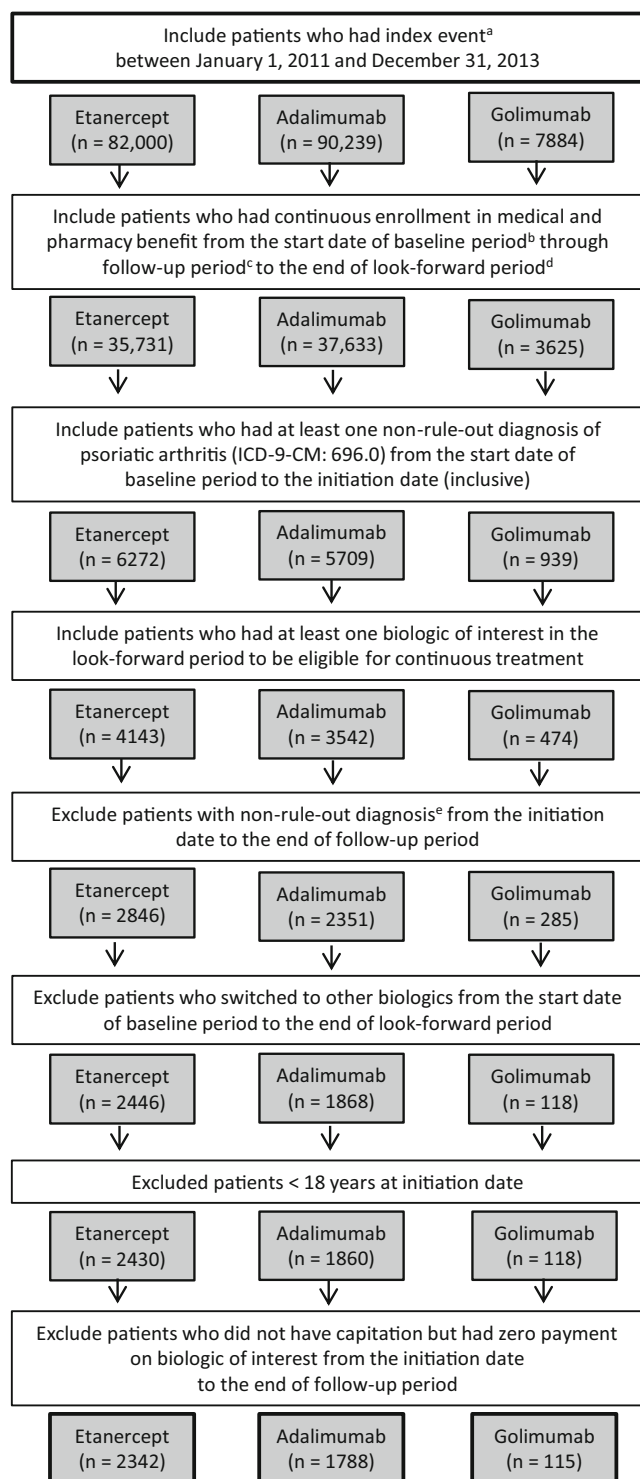 Include patients who had index eventᵃ
between January 1, 2011 and December 31, 2013
Etanercept
(n = 82,000)
Adalimumab
(n = 90,239)
Golimumab
(n = 7884)
Include patients who had continuous enrollment in medical and
pharmacy benefit from the start date of baseline periodᵇ through
follow-up periodᶜ to the end of look-forward periodᵈ
Etanercept
(n = 35,731)
Adalimumab
(n = 37,633)
Golimumab
(n = 3625)
Include patients who had at least one non-rule-out diagnosis of
psoriatic arthritis (ICD-9-CM: 696.0) from the start date of
baseline period to the initiation date (inclusive)
Etanercept
(n = 6272)
Adalimumab
(n = 5709)
Golimumab
(n = 939)
Include patients who had at least one biologic of interest in the
look-forward period to be eligible for continuous treatment
Etanercept
(n = 4143)
Adalimumab
(n = 3542)
Golimumab
(n = 474)
Exclude patients with non-rule-out diagnosisᵉ from the initiation
date to the end of follow-up period
Etanercept
(n = 2846)
Adalimumab
(n = 2351)
Golimumab
(n = 285)
Exclude patients who switched to other biologics from the start date
of baseline period to the end of look-forward period
Etanercept
(n = 2446)
Adalimumab
(n = 1868)
Golimumab
(n = 118)
Excluded patients < 18 years at initiation date
Etanercept
(n = 2430)
Adalimumab
(n = 1860)
Golimumab
(n = 118)
Exclude patients who did not have capitation but had zero payment
on biologic of interest from the initiation date
to the end of follow-up period
Etanercept
(n = 2342)
Adalimumab
(n = 1788)
Golimumab
(n = 115)